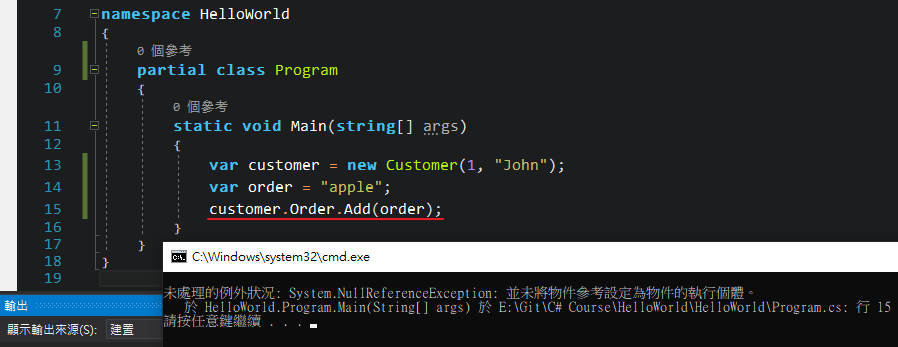 7 namespace HelloWorld
8 {
0 個參考
9 partial class Program
10 {
0 個參考
11 static void Main(string[] args)
12 {
13 var customer = new Customer(1, "John");
14 var order = "apple";
15 customer.Order.Add(order);
16 }
17 }
18 }
19
C:\Windows\system32\cmd.exe
未處理的例外狀況: System.NullReferenceException: 並未將物件參考設定為物件的執行個體。
於 HelloWorld.Program.Main(String[] args) 於 E:\Git\C# Course\HelloWorld\HelloWorld\Program.cs: 行 15
請按任意鍵繼續 . . .
輸出
顯示輸出來源(S): 建置